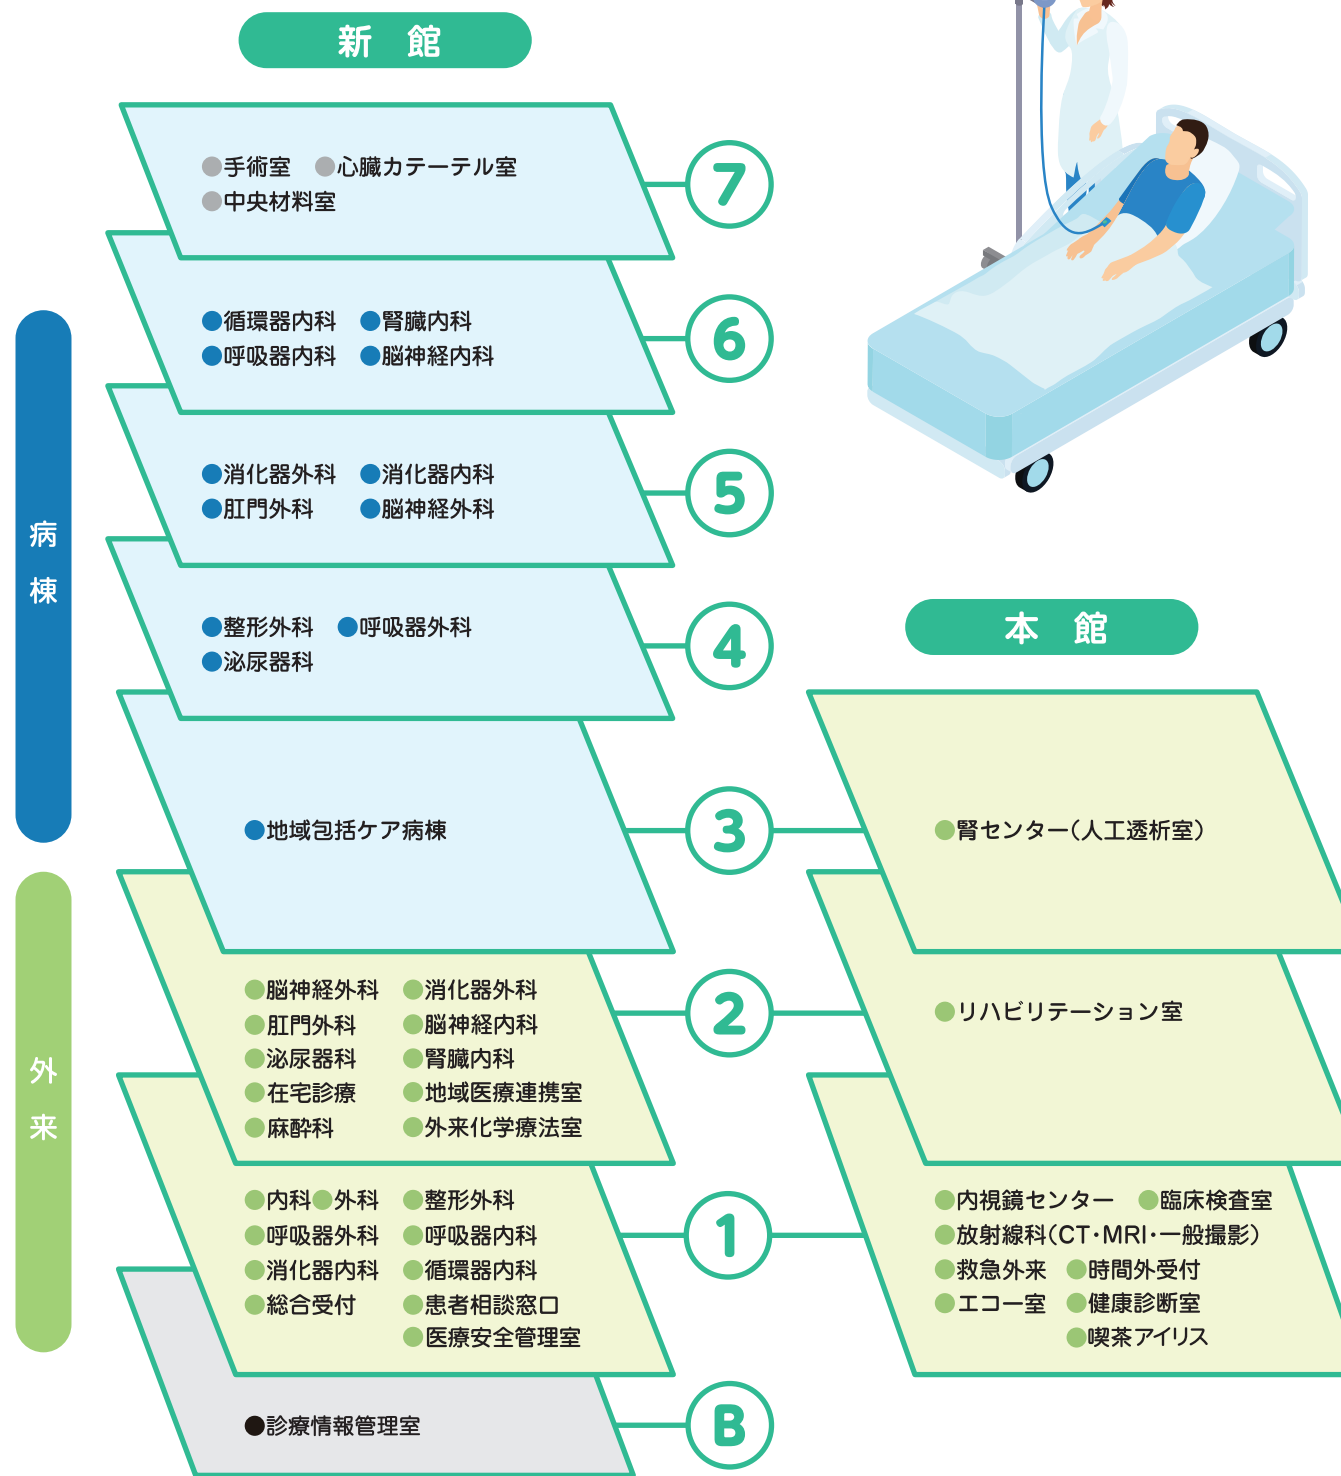 新 館
●手術室 ●心臓カテーテル室
●中央材料室
7
●循環器内科 ●腎臓内科
●呼吸器内科 ●脳神経内科
6
●消化器外科 ●消化器内科
●肛門外科 ●脳神経外科
5
●整形外科 ●呼吸器外科
●泌尿器科
4
病棟
本 館
●地域包括ケア病棟
3
●腎センター(人工透析室)
●脳神経外科 ●消化器外科
●肛門外科 ●脳神経内科
●泌尿器科 ●腎臓内科
●在宅診療 ●地域医療連携室
●麻酔科 ●外来化学療法室
2
●リハビリテーション室
外来
●内科●外科 ●整形外科
●呼吸器外科 ●呼吸器内科
●消化器内科 ●循環器内科
●総合受付 ●患者相談窓口
●医療安全管理室
1
●内視鏡センター ●臨床検査室
●放射線科(CT・MRI・一般撮影)
●救急外来 ●時間外受付
●エコー室 ●健康診断室
●喫茶アイリス
●診療情報管理室
B